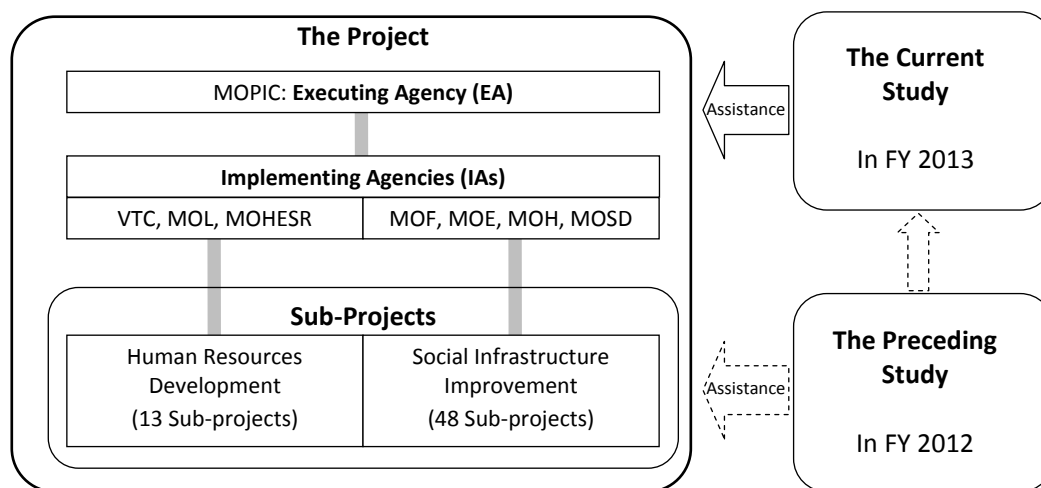 The Project
MOPIC: Executing Agency (EA)
Implementing Agencies (IAs)
VTC, MOL, MOHESR
MOF, MOE, MOH, MOSD
Sub-Projects
Human Resources
Development
(13 Sub-projects)
Social Infrastructure
Improvement
(48 Sub-projects)
Assistance
The Current
Study
In FY 2013
Assistance
The Preceding
Study
In FY 2012